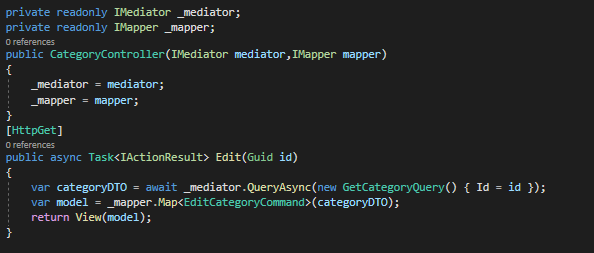 private readonly IMediator _mediator;
private readonly IMapper _mapper;
0 references
public CategoryController(IMediator mediator,IMapper mapper)
{
    _mediator = mediator;
    _mapper = mapper;
}
[HttpGet]
0 references
public async Task<IActionResult> Edit(Guid id)
{
    var categoryDTO = await _mediator.QueryAsync(new GetCategoryQuery() { Id = id });
    var model = _mapper.Map<EditCategoryCommand>(categoryDTO);
    return View(model);
}